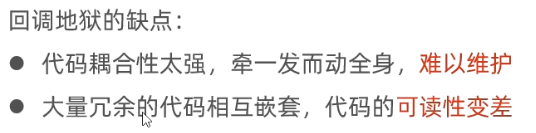 回调地狱的缺点：
● 代码耦合性太强，牵一发而动全身，难以维护
● 大量冗余的代码相互嵌套，代码的可读性变差